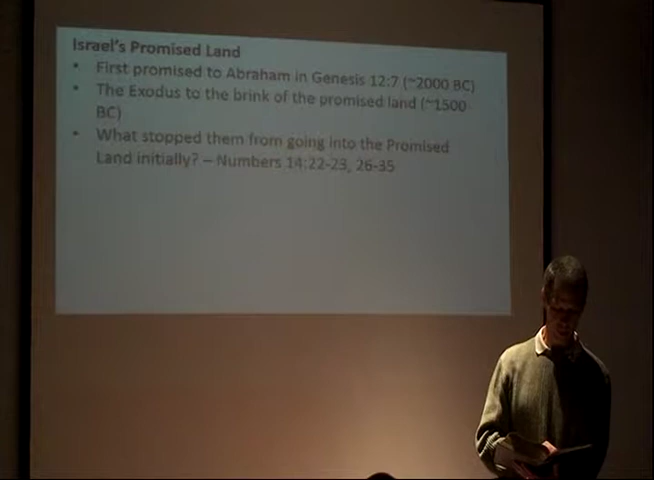 Israel's Promised Land
• First promised to Abraham in Genesis 12:7 (~2000 BC)
• The Exodus to the brink of the promised land (~1500
BC)
• What stopped them from going into the Promised
Land initially? – Numbers 14:22-23, 26-35